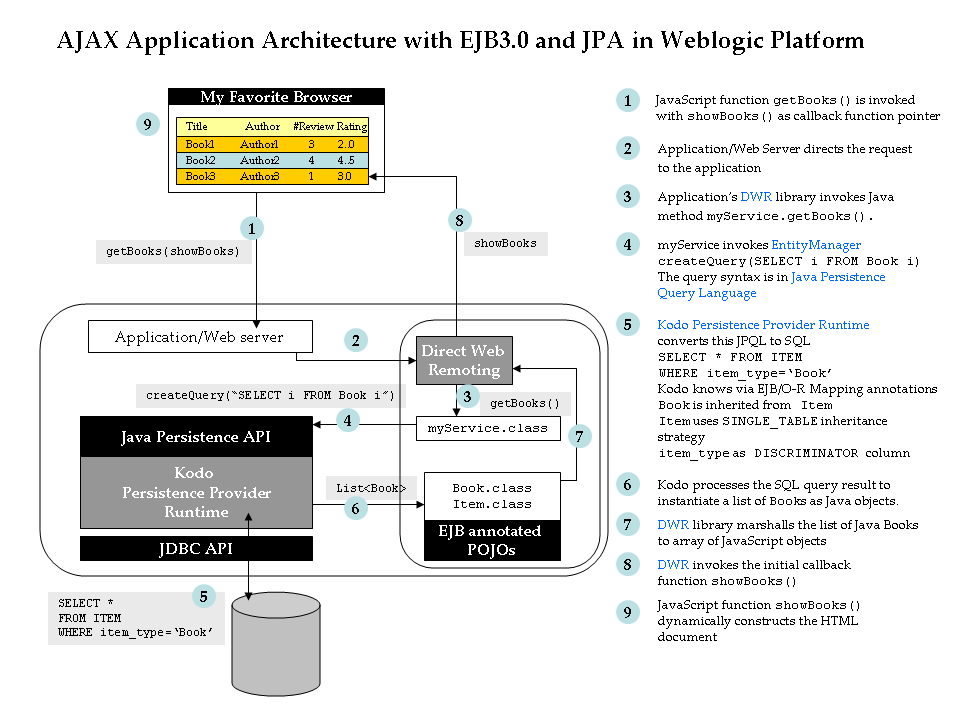 AJAX Application Architecture with EJB3.0 and JPA in Weblogic Platform
My Favorite Browser
9
Title Author #Review Rating
Book1 Author1 3 2.0
Book2 Author2 4 4..5
Book3 Author3 1 3.0
1
getBooks(showBooks)
8
showBooks
Application/Web server
2
Direct Web
Remoting
createQuery(“SELECT i FROM Book i”)
3
getBooks()
4
myService.class
7
Java Persistence API
Kodo
Persistence Provider
Runtime
List<Book>
6
Book.class
Item.class
EJB annotated
POJOs
JDBC API
5
SELECT *
FROM ITEM
WHERE item_type=‘Book’
1 JavaScript function getBooks() is invoked
with showBooks() as callback function pointer
2 Application/Web Server directs the request
to the application
3 Application’s DWR library invokes Java
method myService.getBooks().
4 myService invokes EntityManager
createQuery(SELECT i FROM Book i)
The query syntax is in Java Persistence
Query Language
5 Kodo Persistence Provider Runtime
converts this JPQL to SQL
SELECT * FROM ITEM
WHERE item_type=‘Book’
Kodo knows via EJB/O-R Mapping annotations
Book is inherited from Item
Item uses SINGLE_TABLE inheritance
strategy
item_type as DISCRIMINATOR column
6 Kodo processes the SQL query result to
instantiate a list of Books as Java objects.
7 DWR library marshalls the list of Java Books
to array of JavaScript objects
8 DWR invokes the initial callback
function showBooks()
9 JavaScript function showBooks()
dynamically constructs the HTML
document